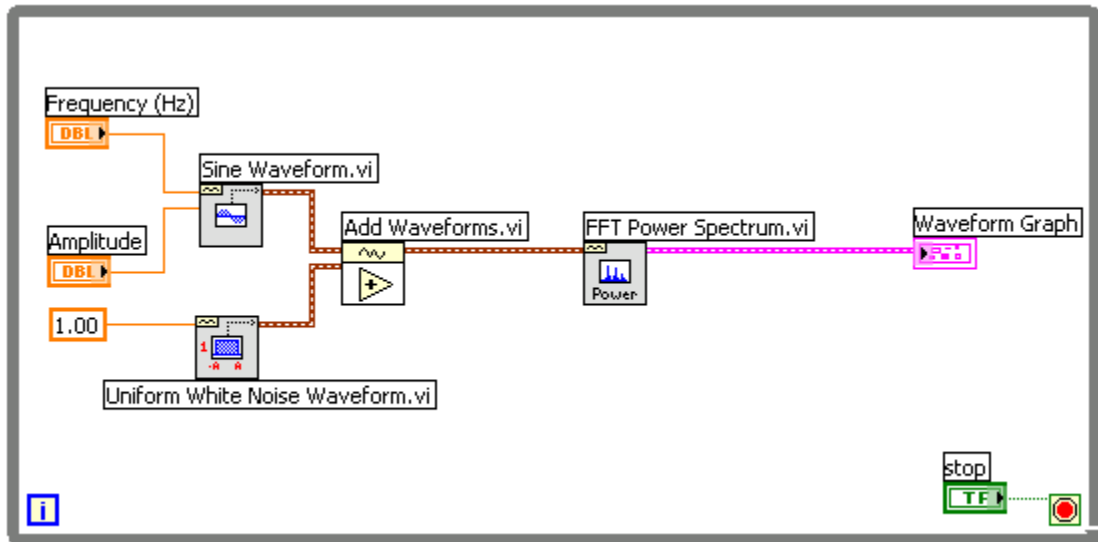 Frequency (Hz)
DBL
Sine Waveform.vi
Amplitude
DBL
Add Waveforms.vi
FFT Power Spectrum.vi
Power
Waveform Graph
1.00
1
-A A
Uniform White Noise Waveform.vi
stop
TF
i